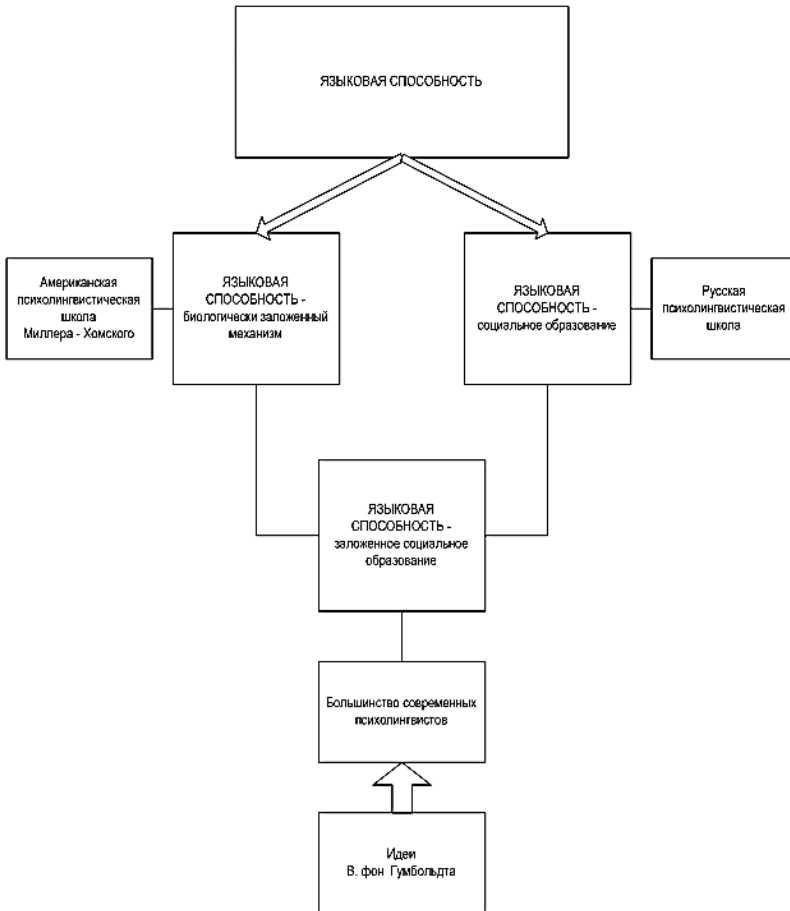 ЯЗЫКОВАЯ СПОСОБНОСТЬ
Американская
психолингвистическая
школа
Миллера - Хомского
ЯЗЫКОВАЯ
СПОСОБНОСТЬ -
биологически заложенный
механизм
ЯЗЫКОВАЯ
СПОСОБНОСТЬ -
социальное образование
Русская
психолингвистическая
школа
ЯЗЫКОВАЯ
СПОСОБНОСТЬ -
заложенное социальное
образование
Большинство современных
психолингвистов
Идеи
В. фон Гумбольдта